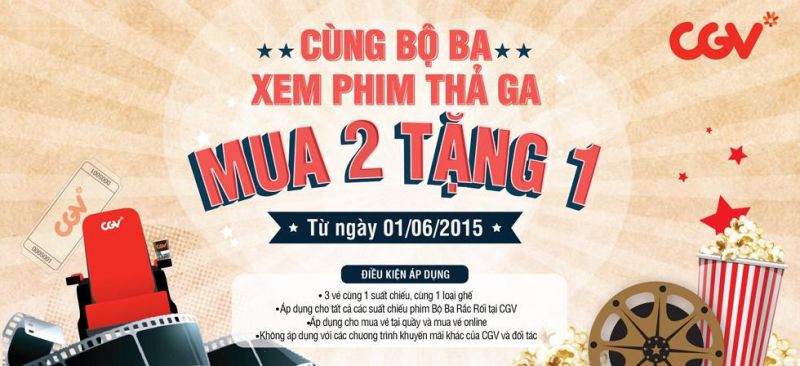 CÙNG BỘ BA
XEM PHIM THẢ GA
MUA 2 TẶNG 1
Từ ngày 01/06/2015
ĐIỀU KIỆN ÁP DỤNG
• 3 vé cùng 1 suất chiếu, cùng 1 loại ghế
•Áp dụng cho tất cả các suất chiếu phim Bộ Ba Rắc Rối tại CGV
•Áp dụng cho mua vé tại quầy và mua vé online
•Không áp dụng với các chương trình khuyến mãi khác của CGV và đối tác
CGV
CGV
CGV